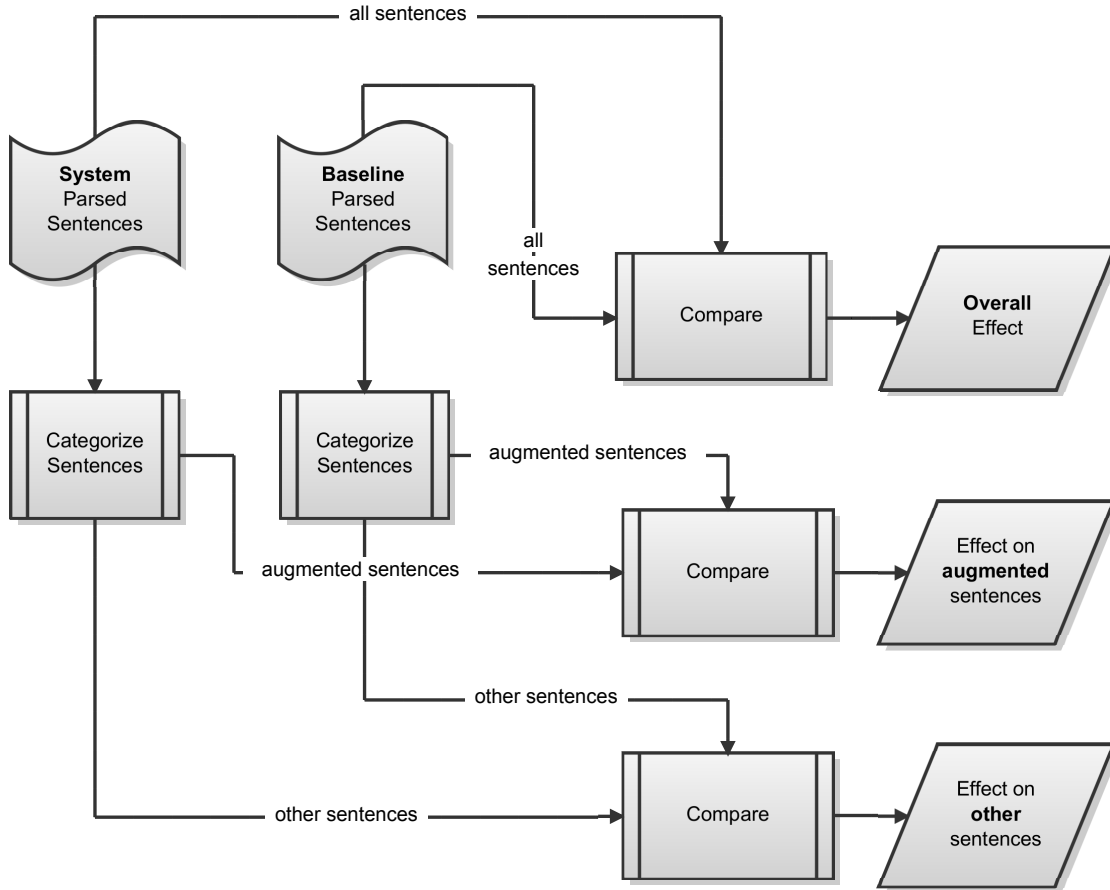 all sentences
System
Parsed
Sentences
Baseline
Parsed
Sentences
all
sentences
Compare
Overall
Effect
Categorize
Sentences
Categorize
Sentences
augmented sentences
augmented sentences
Compare
Effect on
augmented
sentences
other sentences
other sentences
Compare
Effect on
other
sentences